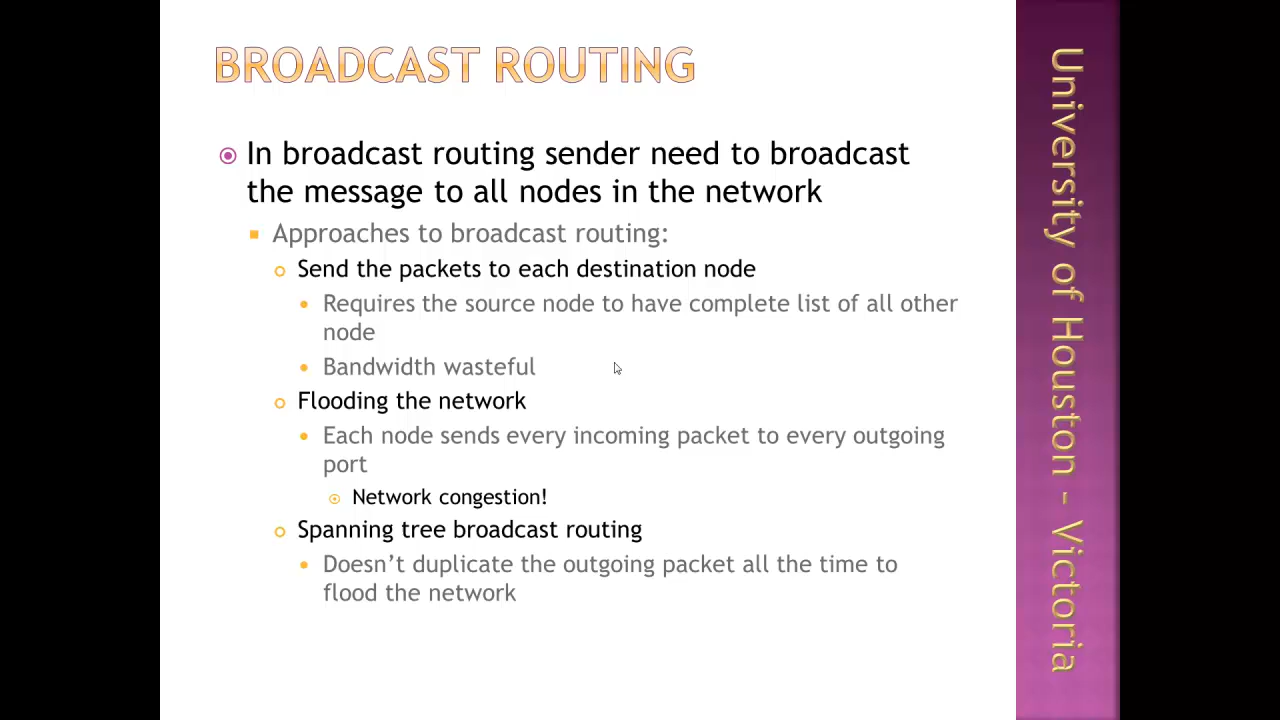 BROADCAST ROUTING
In broadcast routing sender need to broadcast
the message to all nodes in the network
Approaches to broadcast routing:
Send the packets to each destination node
Requires the source node to have complete list of all other
node
Bandwidth wasteful
Flooding the network
Each node sends every incoming packet to every outgoing
port
Network congestion!
Spanning tree broadcast routing
Doesn’t duplicate the outgoing packet all the time to
flood the network
University of Houston - Victoria